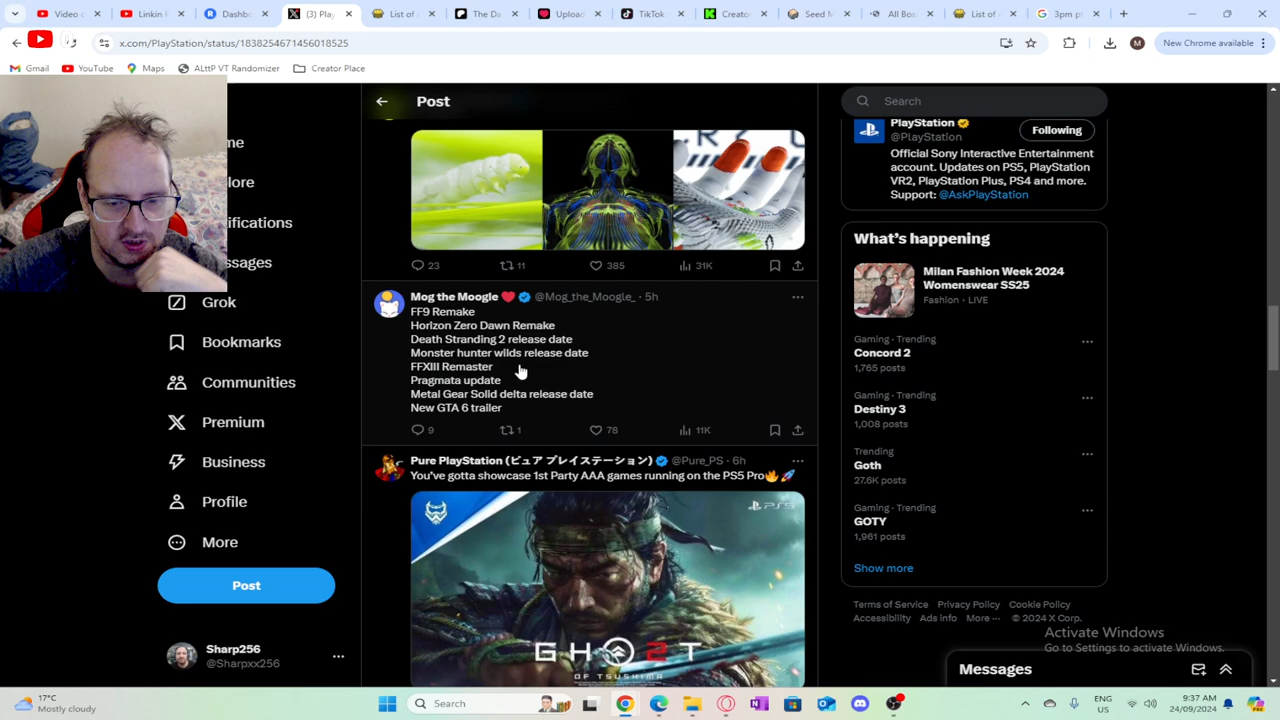 Video c
Linkin F
Dashbo
(3) Play
List of
The Da
Upload
TikTok
Creator
Seed M
All Bos
List of
3pm pt
x.com/PlayStation/status/1838254671456018525
New Chrome available
Gmail
YouTube
Maps
ALttP VT Randomizer
Creator Place
Post
Search
me
lore
ifications
ssages
Grok
Bookmarks
Communities
Premium
Business
Profile
More
Post
Sharp256
@Sharpxx256
23
11
385
31K
Mog the Moogle @Mog_the_Moogle_ · 5h
FF9 Remake
Horizon Zero Dawn Remake
Death Stranding 2 release date
Monster hunter wilds release date
FFXIII Remaster
Pragmata update
Metal Gear Solid delta release date
New GTA 6 trailer
9
1
78
11K
Pure PlayStation (ピュア プレイステーション) @Pure_PS · 6h
You've gotta showcase 1st Party AAA games running on the PS5 Pro
PS5
GHOST
OF TSUSHIMA
PlayStation
@PlayStation
Following
Official Sony Interactive Entertainment
account. Updates on PS5, PlayStation
VR2, PlayStation Plus, PS4 and more.
Support: @AskPlayStation
What's happening
Milan Fashion Week 2024
Womenswear SS25
Fashion · LIVE
Gaming · Trending
Concord 2
1,765 posts
Gaming · Trending
Destiny 3
1,008 posts
Trending
Goth
27.6K posts
Gaming · Trending
GOTY
1,961 posts
Show more
Terms of Service Privacy Policy Cookie Policy
Accessibility Ads info More ··· © 2024 X Corp.
Activate Windows
Go to Settings to activate Windows.
Messages
17°C
Mostly cloudy
Search
ENG
US
9:37 AM
24/09/2024